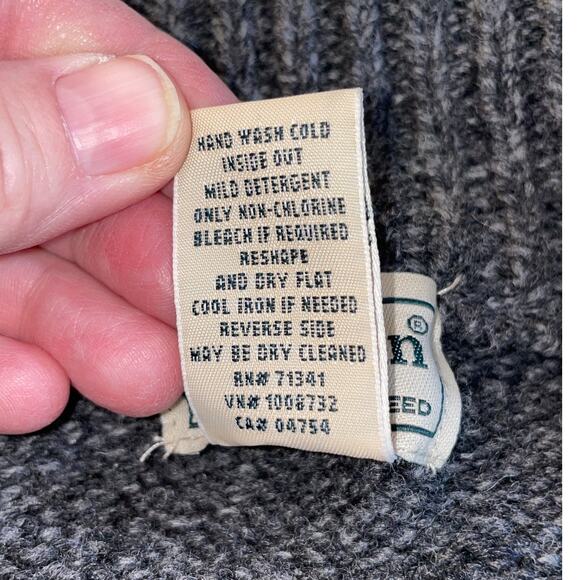 HAND WASH COLD
INSIDE OUT
MILD DETERGENT
ONLY NON-CHLORINE
BLEACH IF REQUIRED
RESHAPE
AND DRY FLAT
COOL IRON IF NEEDED
REVERSE SIDE
MAY BE DRY CLEANED
RN# 71341
VN# 1008732
CA# 04754
n®
EED